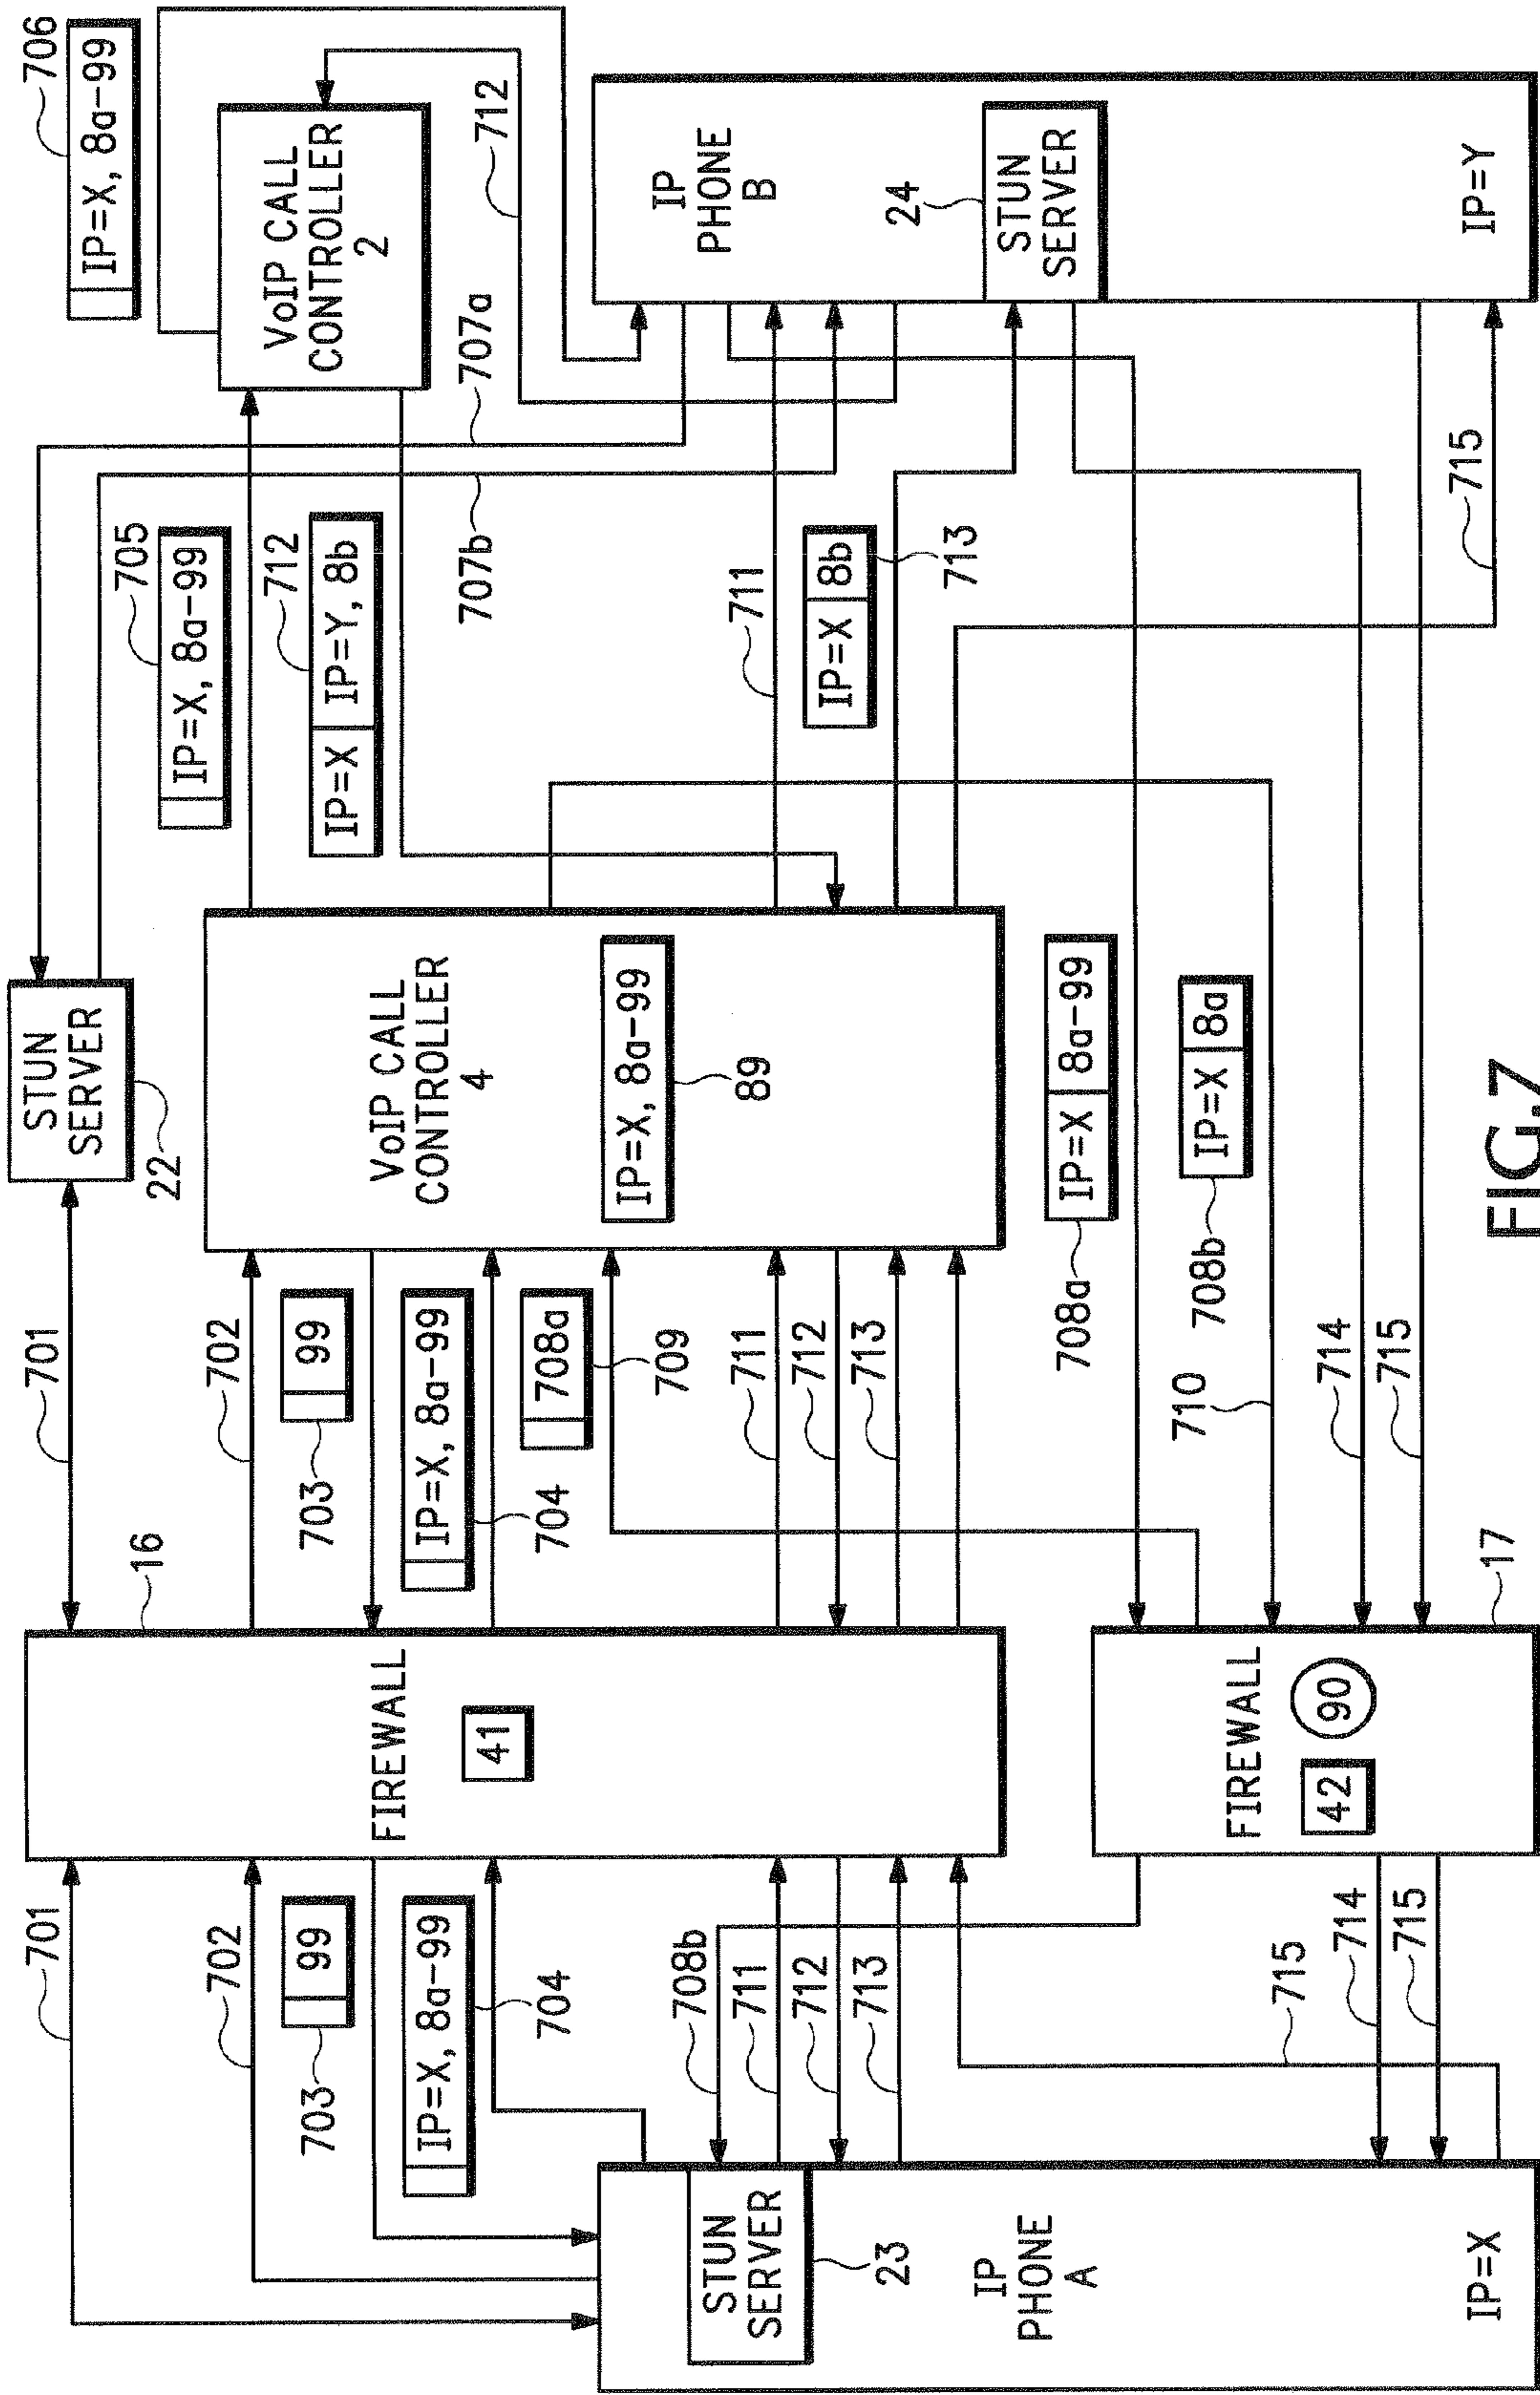 701
701
16
STUN
SERVER
22
706
IP=X, 8a-99
VoIP CALL
CONTROLLER
2
702
702
705
IP=X, 8a-99
703
99
703
99
712
IP=X
IP=Y, 8b
707a
712
707b
704
IP=X, 8a-99
704
IP=X, 8a-99
709
708a
FIREWALL
41
VoIP CALL
CONTROLLER
4
IP=X, 8a-99
89
STUN
SERVER
23
IP
PHONE
A
IP=X
708b
711
712
713
711
712
713
711
IP=X
8b
713
IP
PHONE
B
24
STUN
SERVER
IP=Y
708a
IP=X
8a-99
708b
IP=X
8a
710
715
714
715
FIREWALL
42
90
17
714
715
715
FIG.7